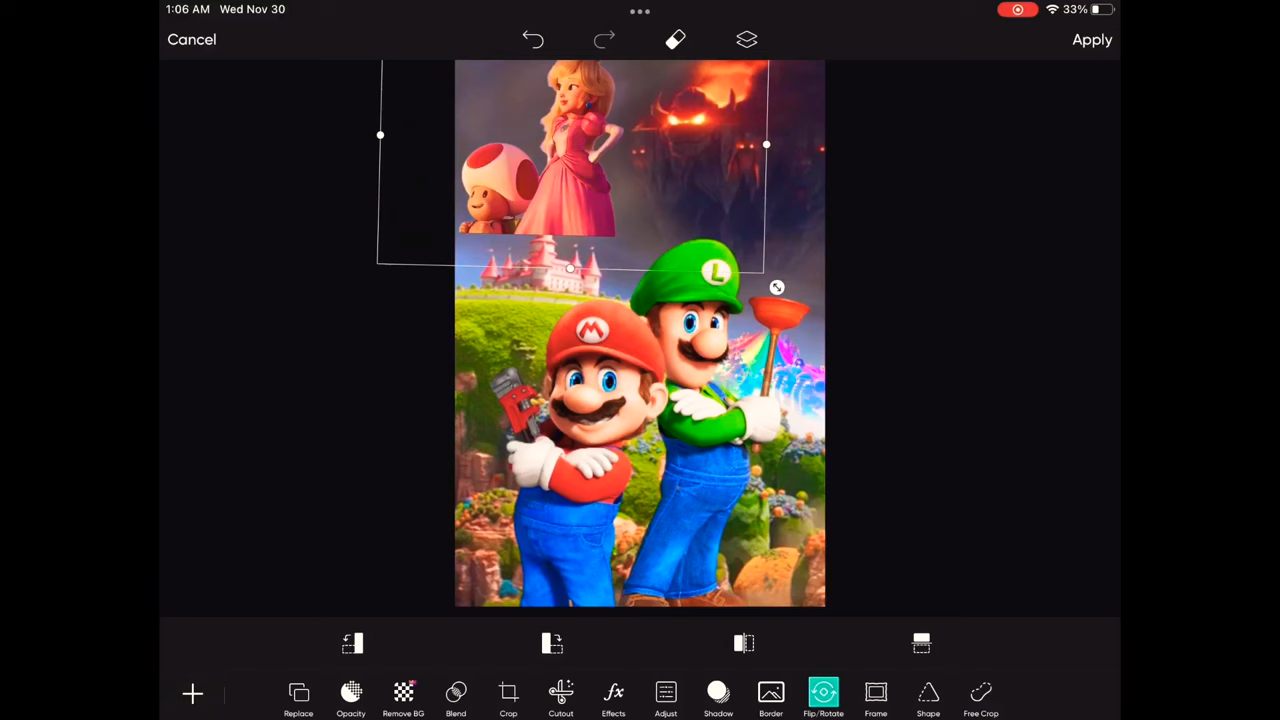 1:06 AM Wed Nov 30
33%
Cancel
Apply
L
M
Replace
Opacity
Remove BG
Blend
Crop
Cutout
fx
Effects
Adjust
Shadow
Border
Flip/Rotate
Frame
Shape
Free Crop